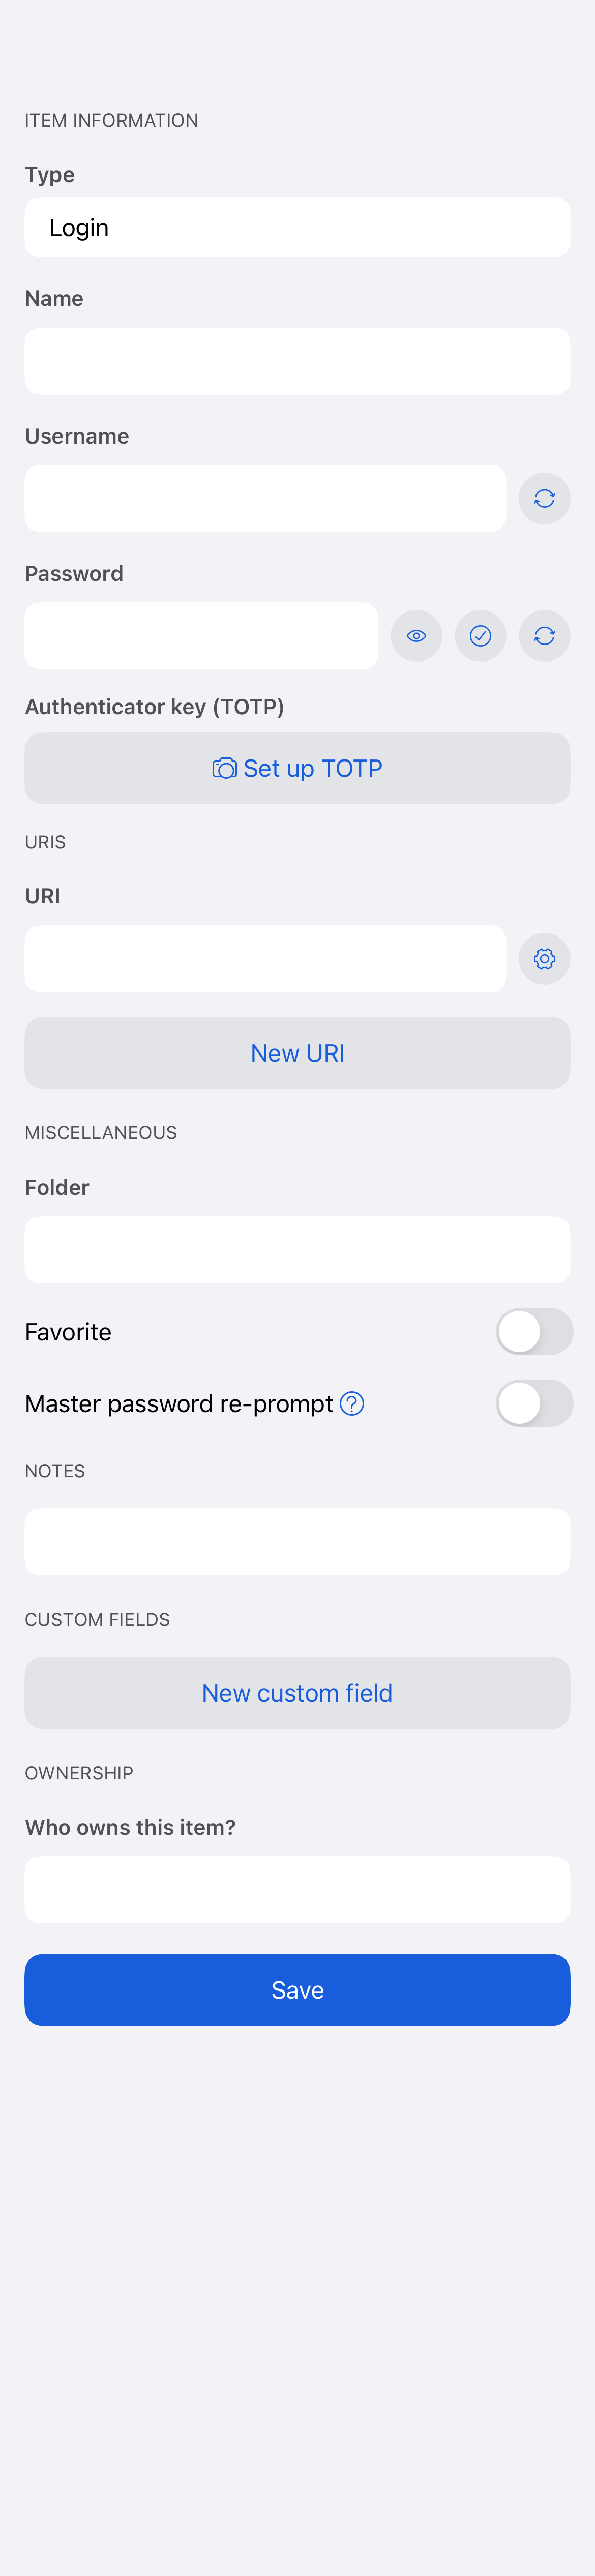 ITEM INFORMATION
Type
Login
Name
Username
Password
Authenticator key (TOTP)
Set up TOTP
URIS
URI
New URI
MISCELLANEOUS
Folder
Favorite
Master password re-prompt
NOTES
CUSTOM FIELDS
New custom field
OWNERSHIP
Who owns this item?
Save